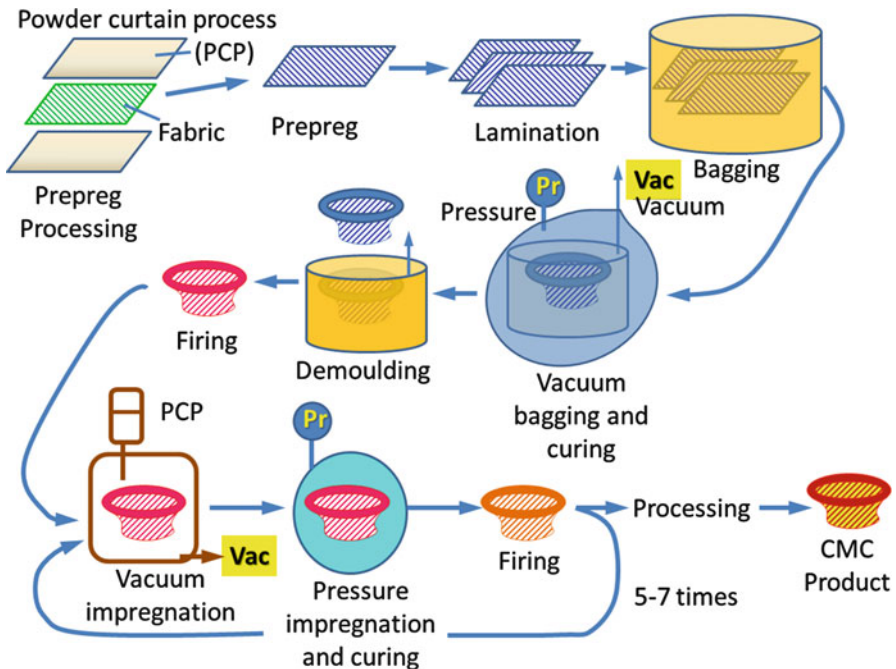 Powder curtain process
(PCP)
Fabric
Prepreg
Processing
Prepreg
Lamination
Bagging
Pr
Pressure
Vac
Vacuum
Vacuum
bagging and
curing
Demoulding
Firing
PCP
Vac
Vacuum
impregnation
Pr
Pressure
impregnation
and curing
Firing
Processing
5-7 times
CMC
Product